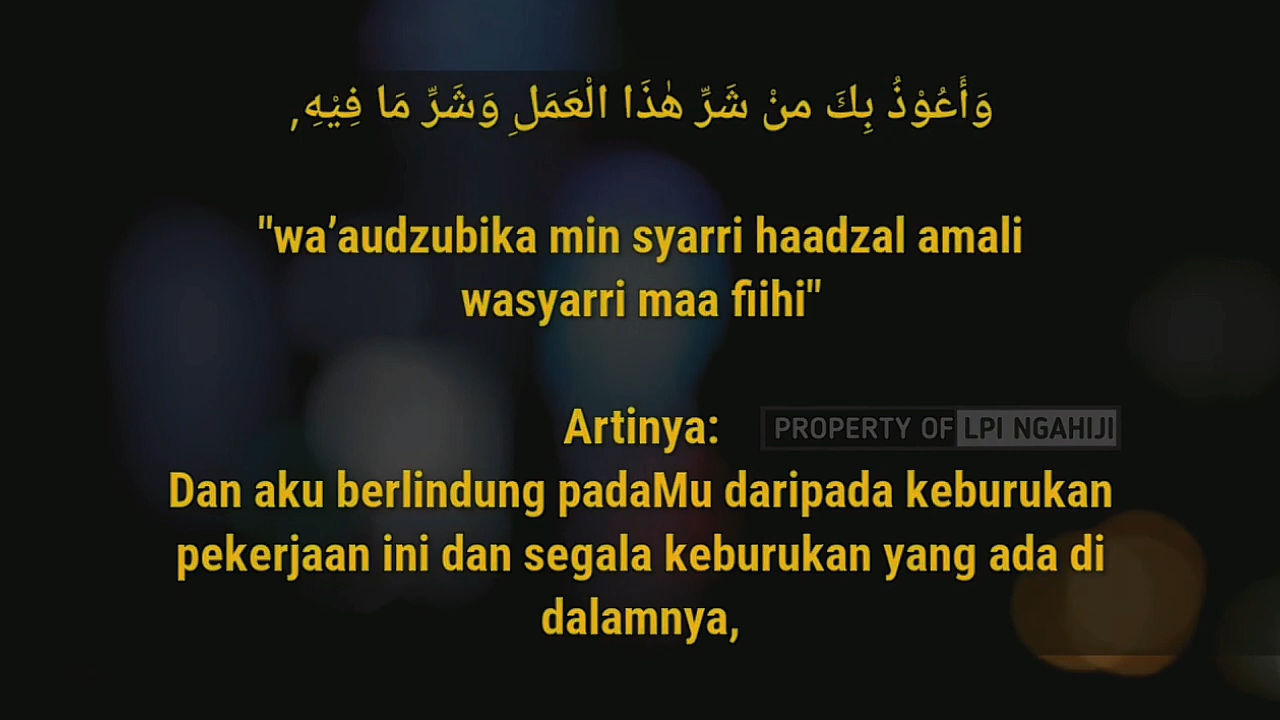 وَأَعُوْذُ بِكَ منْ شَرِّ هٰذَا الْعَمَلِ وَشَرِّ مَا فِيْهِ,
"wa’audzubika min syarri haadzal amali
wasyarri maa fiihi"
Artinya:
PROPERTY OF LPI NGAHIJI
Dan aku berlindung padaMu daripada keburukan
pekerjaan ini dan segala keburukan yang ada di
dalamnya,